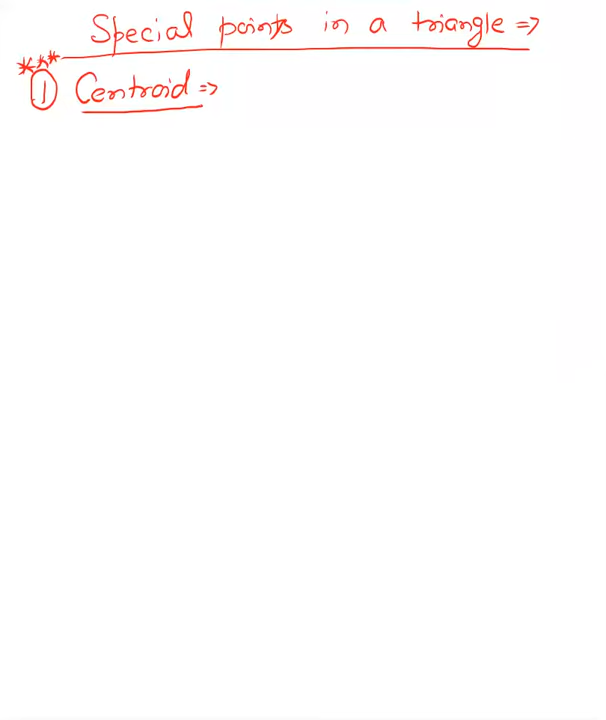 Special points in a triangle =>
***
① Centroid =>